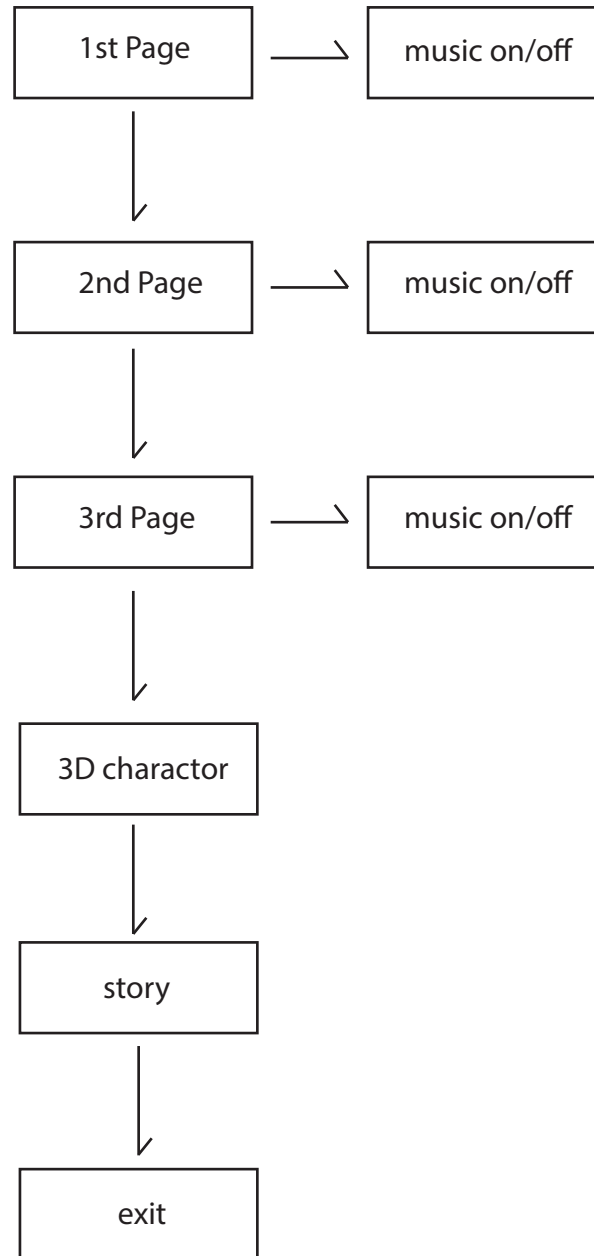 1st Page
music on/off
2nd Page
music on/off
3rd Page
music on/off
3D charactor
story
exit